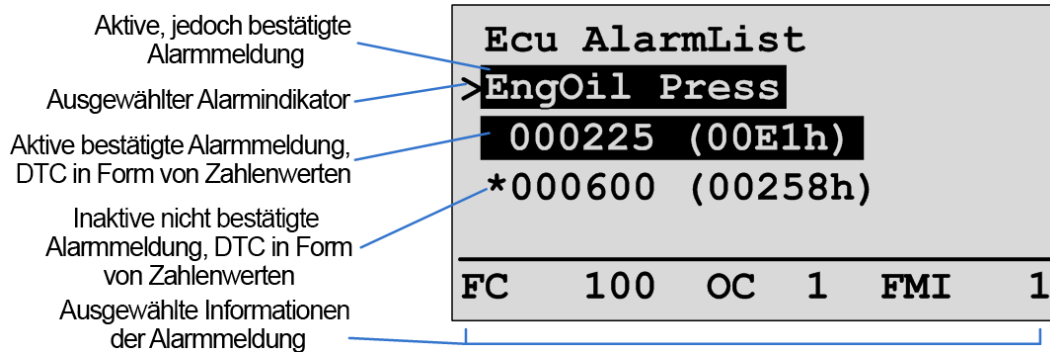 Aktive, jedoch bestätigte
Alarmmeldung
Ausgewählter Alarmindikator
Aktive bestätigte Alarmmeldung,
DTC in Form von Zahlenwerten
Inaktive nicht bestätigte
Alarmmeldung, DTC in Form
von Zahlenwerten
Ausgewählte Informationen
der Alarmmeldung
Ecu AlarmList
>EngOil Press
000225 (00E1h)
*000600 (00258h)
FC 100 OC 1 FMI 1